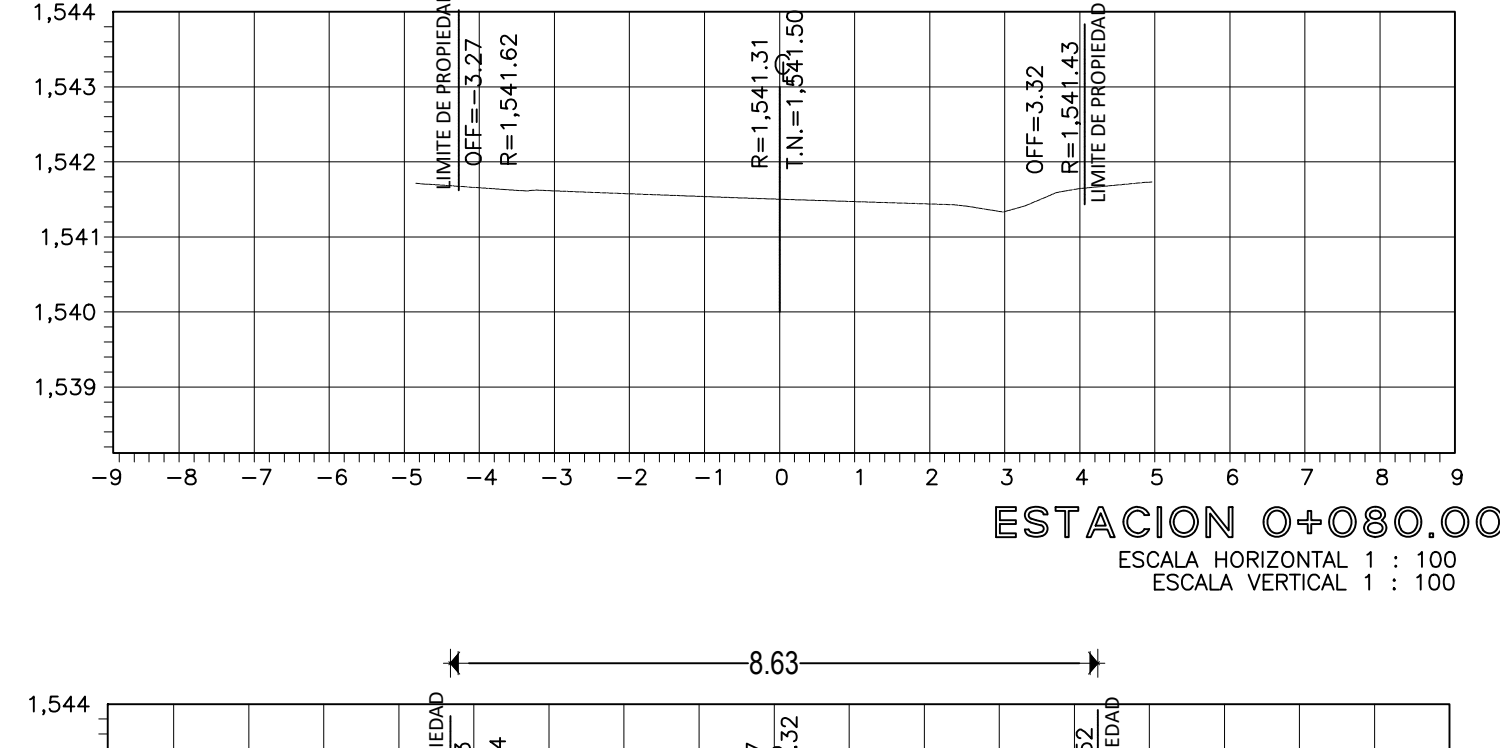 1,544
1,543
1,542
1,541
1,540
1,539
LIMITE DE PROPIEDAD
OFF=-3.27
R=1,541.62
R=1,541.31
T.N.=1,541.50
OFF=3.32
R=1,541.43
LIMITE DE PROPIEDAD
-9 -8 -7 -6 -5 -4 -3 -2 -1 0 1 2 3 4 5 6 7 8 9
ESTACION 0+080.00
ESCALA HORIZONTAL 1 : 100
ESCALA VERTICAL 1 : 100
8.63
1,544